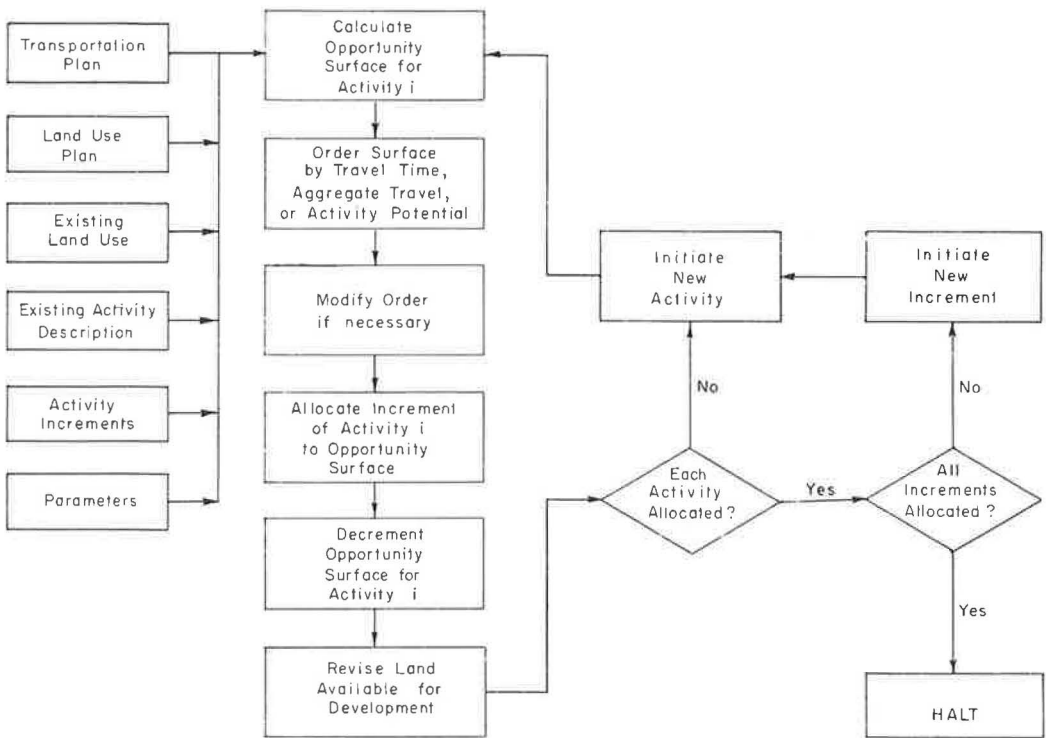 Transportation
Plan
Land Use
Plan
Existing
Land Use
Existing Activity
Description
Activity
Increments
Parameters
Calculate
Opportunity
Surface for
Activity i
Order Surface
by Travel Time,
Aggregate Travel,
or Activity Potential
Modify Order
if necessary
Allocate Increment
of Activity i
to Opportunity
Surface
Decrement
Opportunity
Surface for
Activity i
Revise Land
Available for
Development
Initiate
New
Activity
No
Each
Activity
Allocated?
Yes
Initiate
New
Increment
No
All
Increments
Allocated?
Yes
HALT